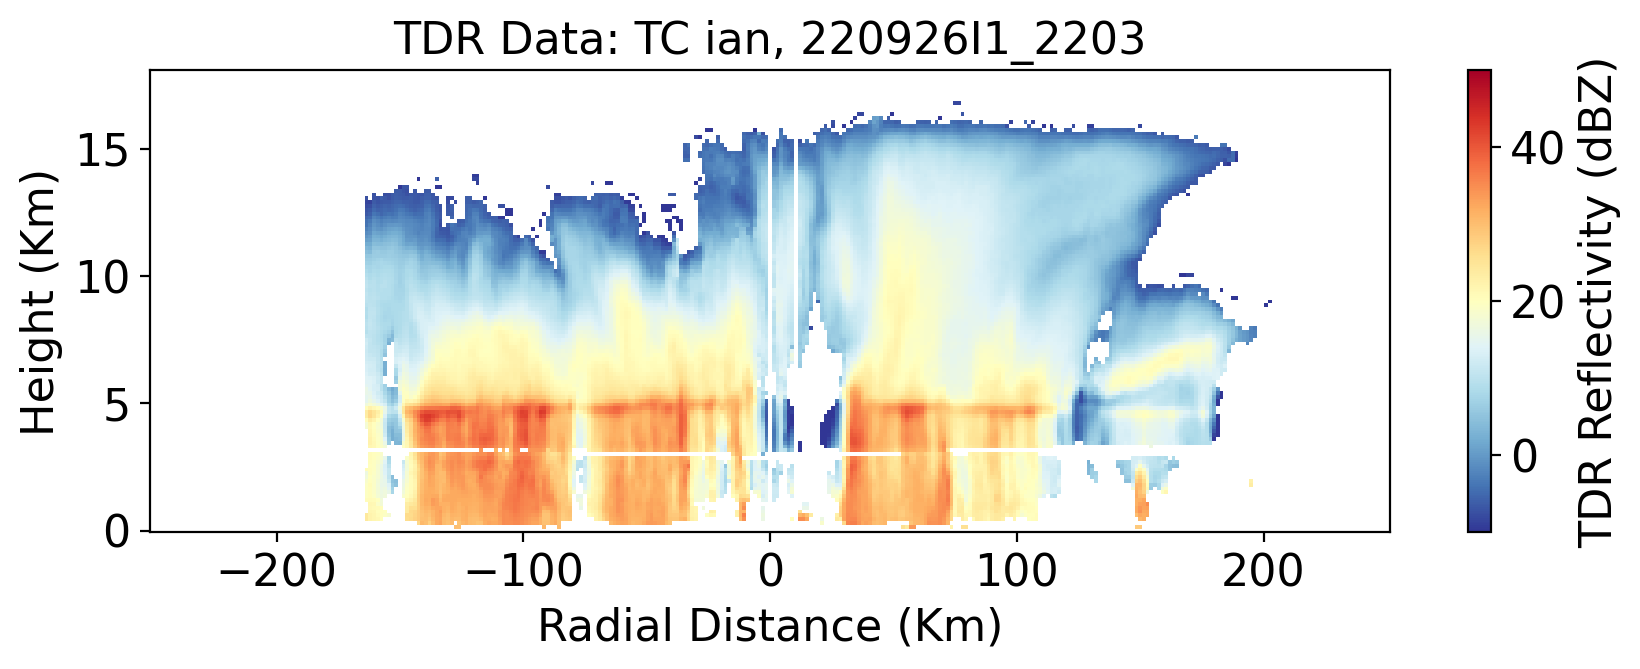 TDR Data: TC ian, 220926I1_2203
15
10
5
0
Height (Km)
−200 −100 0 100 200
Radial Distance (Km)
40
20
0
TDR Reflectivity (dBZ)